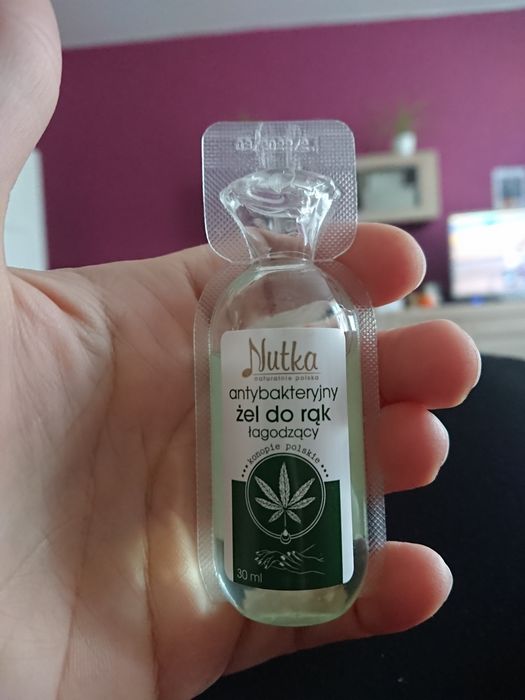 Nutka
naturalnie polska
antybakteryjny
żel do rąk
łagodzący
konopie polskie
30 ml